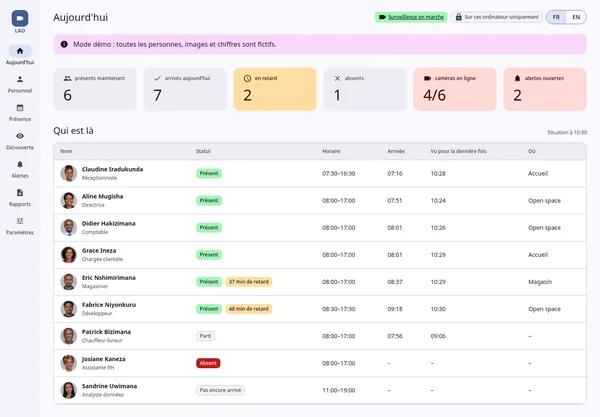 Aujourd'hui
Surveillance en marche
Sur cet ordinateur uniquement
FR
EN
LAO
Mode démo : toutes les personnes, images et chiffres sont fictifs.
Aujourd'hui
Personnel
Présence
Découverte
Alertes
Rapports
Paramètres
présents maintenant
6
arrivés aujourd'hui
7
en retard
2
absents
1
caméras en ligne
4/6
alertes ouvertes
2
Qui est là
Situation à 10:30
Nom Statut Horaire Arrivée Vu pour la dernière fois Où
Claudine Iradukunda
Réceptionniste
Présent 07:30–16:30 07:16 10:28 Accueil
Aline Mugisha
Directrice
Présent 08:00–17:00 07:51 10:24 Open space
Didier Hakizimana
Comptable
Présent 08:00–17:00 08:01 10:26 Open space
Grace Ineza
Chargée clientèle
Présent 08:00–17:00 08:01 10:29 Accueil
Eric Nshimirimana
Magasinier
Présent 37 min de retard 08:00–17:00 08:37 10:29 Magasin
Fabrice Niyonkuru
Développeur
Présent 48 min de retard 08:30–17:30 09:18 10:30 Open space
Patrick Bizimana
Chauffeur-livreur
Parti 08:00–17:00 07:56 09:06 –
Josiane Kaneza
Assistante RH
Absent 08:00–17:00 – – –
Sandrine Uwimana
Analyste données
Pas encore arrivé 11:00–19:00 – – –